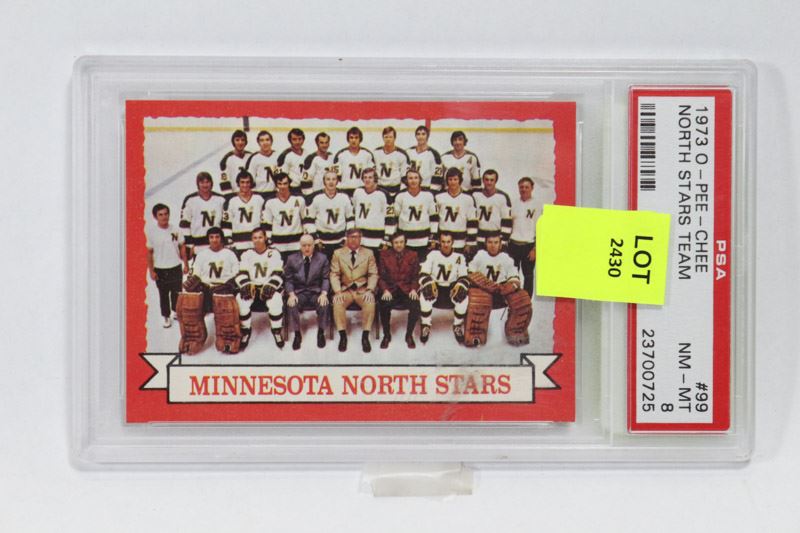 MINNESOTA NORTH STARS
PSA
1973 O-PEE-CHEE #99
NORTH STARS TEAM NM-MT
8
23700725
LOT
2430